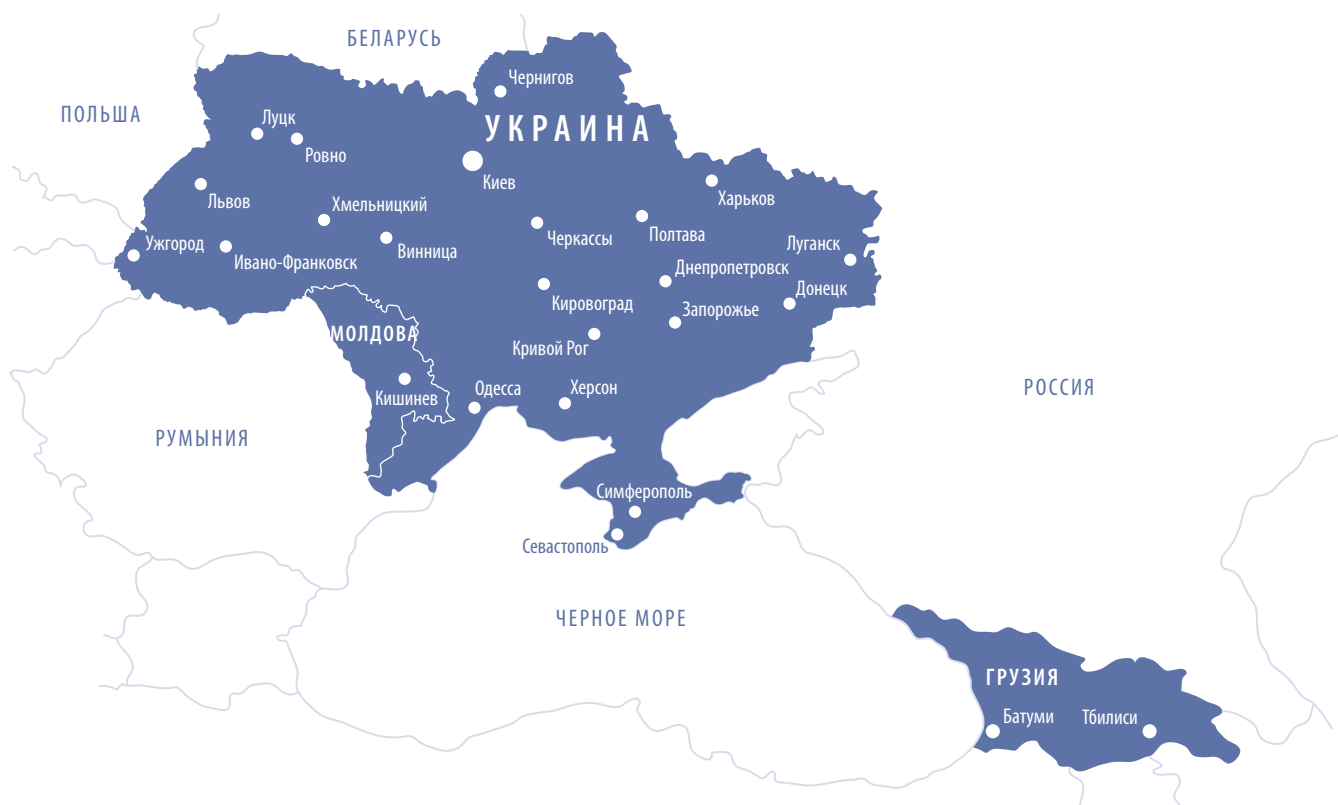 БЕЛАРУСЬ
Чернигов
ПОЛЬША
Луцк
УКРАИНА
Ровно
Киев
Львов
Хмельницкий
Харьков
Ужгород
Винница
Черкассы
Полтава
Луганск
Ивано-Франковск
Днепропетровск
Донецк
Кировоград
Запорожье
МОЛДОВА
Кривой Рог
Кишинев
Одесса
Херсон
РОССИЯ
РУМЫНИЯ
Симферополь
Севастополь
ЧЕРНОЕ МОРЕ
ГРУЗИЯ
Батуми
Тбилиси